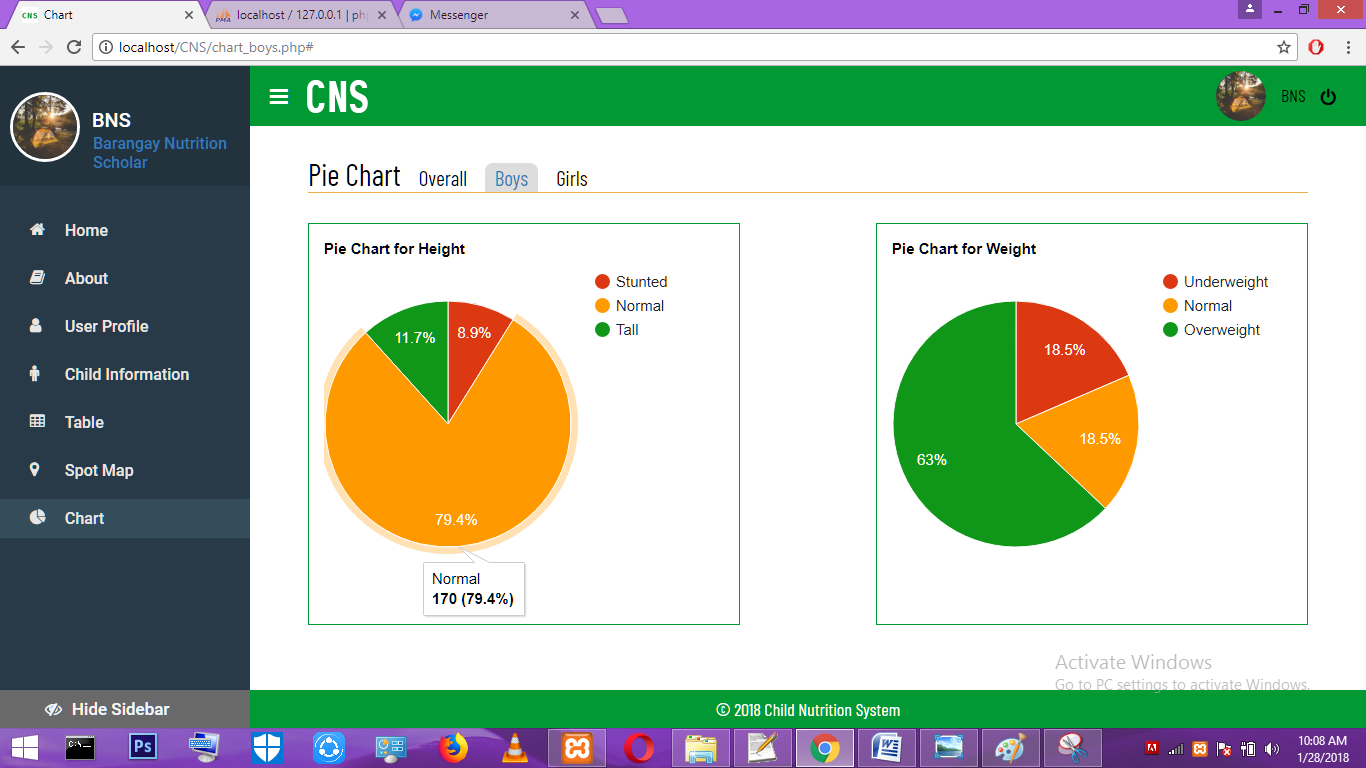 CNS Chart
PMA localhost / 127.0.0.1 | php
Messenger
localhost/CNS/chart_boys.php#
BNS
Barangay Nutrition
Scholar
CNS
BNS
Home
About
User Profile
Child Information
Table
Spot Map
Chart
Hide Sidebar
Pie Chart Overall Boys Girls
Pie Chart for Height
Stunted
Normal
Tall
11.7%
8.9%
79.4%
Normal
170 (79.4%)
Pie Chart for Weight
Underweight
Normal
Overweight
18.5%
18.5%
63%
Activate Windows
Go to PC settings to activate Windows.
© 2018 Child Nutrition System
C:\_
Ps
W
10:08 AM
1/28/2018